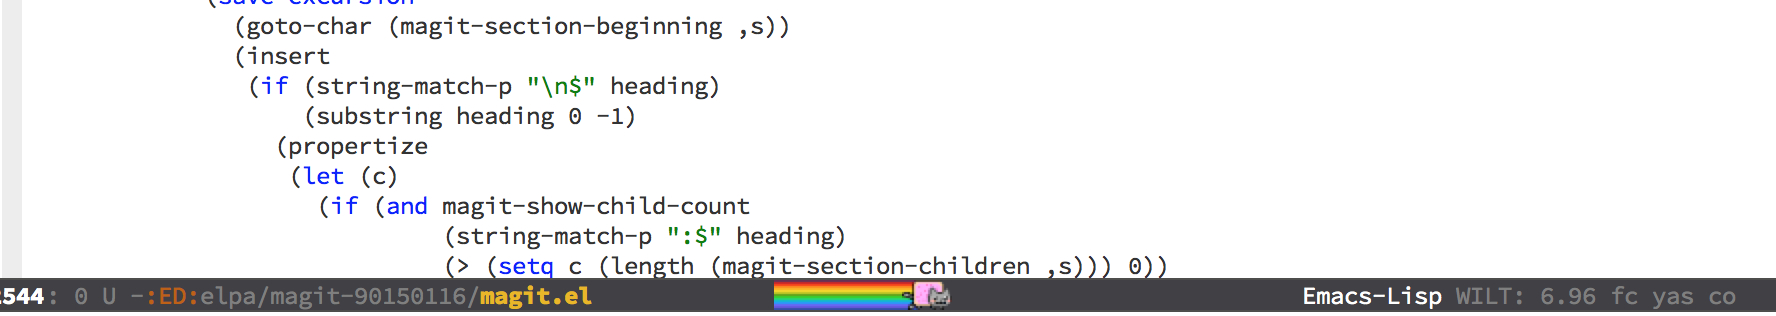 (save-excursion
(goto-char (magit-section-beginning ,s))
(insert
(if (string-match-p "\n$" heading)
(substring heading 0 -1)
(propertize
(let (c)
(if (and magit-show-child-count
(string-match-p ":$" heading)
(> (setq c (length (magit-section-children ,s))) 0))
544: 0 U -:ED:elpa/magit-90150116/magit.el Emacs-Lisp WILT: 6.96 fc yas co